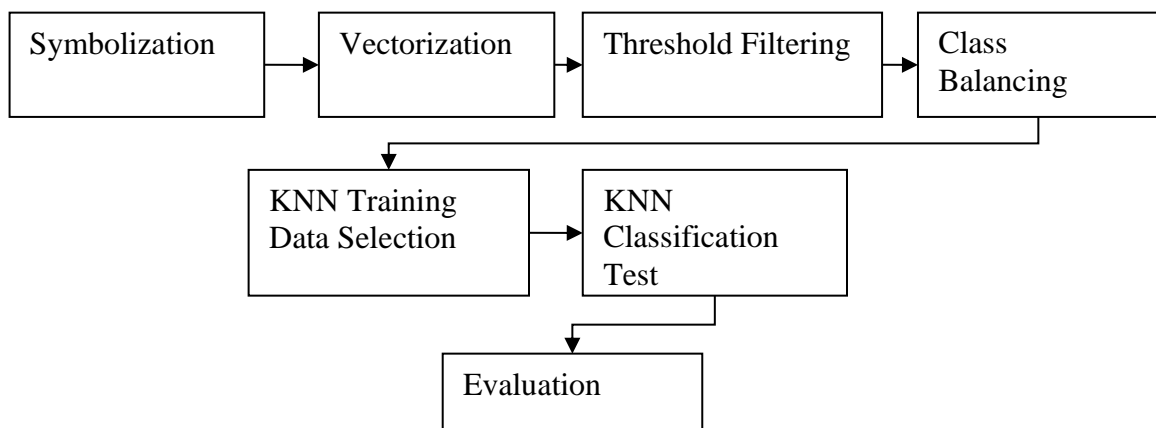 Symbolization
Vectorization
Threshold Filtering
Class
Balancing
KNN Training
Data Selection
KNN
Classification
Test
Evaluation